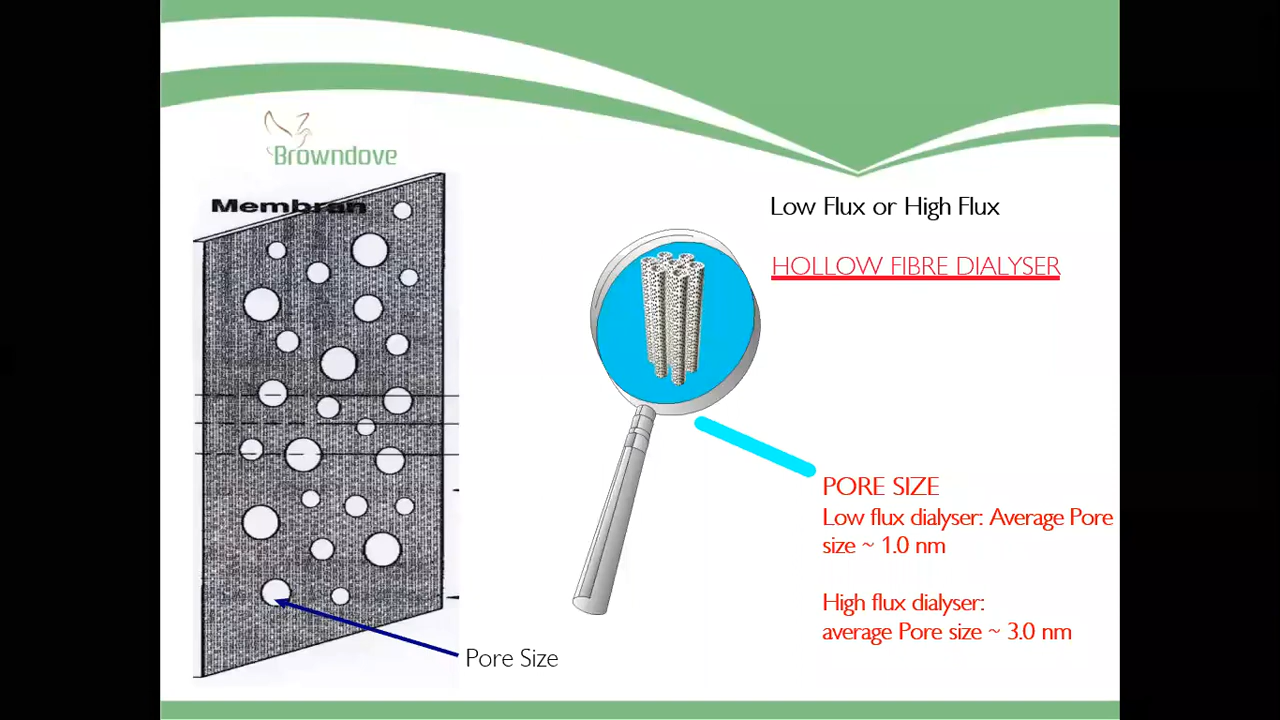 Browndove
Membran
Low Flux or High Flux
HOLLOW FIBRE DIALYSER
PORE SIZE
Low flux dialyser: Average Pore
size ~ 1.0 nm
High flux dialyser:
average Pore size ~ 3.0 nm
Pore Size